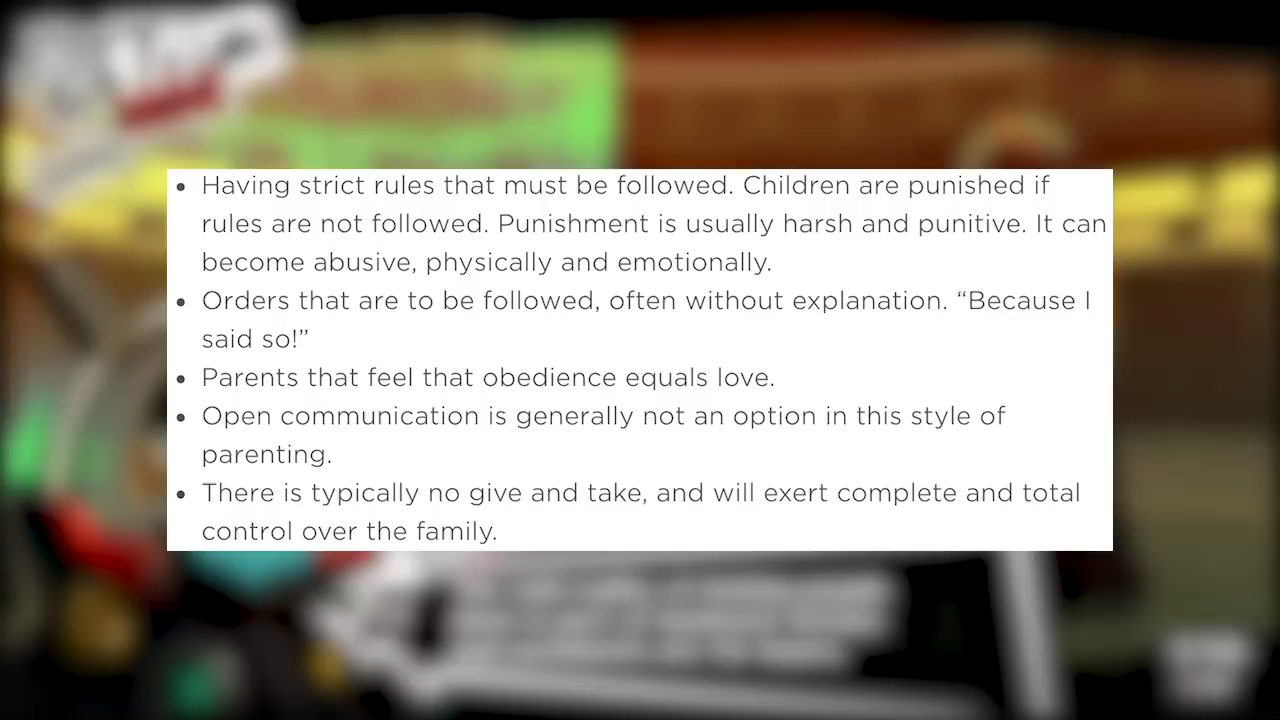 • Having strict rules that must be followed. Children are punished if
rules are not followed. Punishment is usually harsh and punitive. It can
become abusive, physically and emotionally.
• Orders that are to be followed, often without explanation. “Because I
said so!”
• Parents that feel that obedience equals love.
• Open communication is generally not an option in this style of
parenting.
• There is typically no give and take, and will exert complete and total
control over the family.